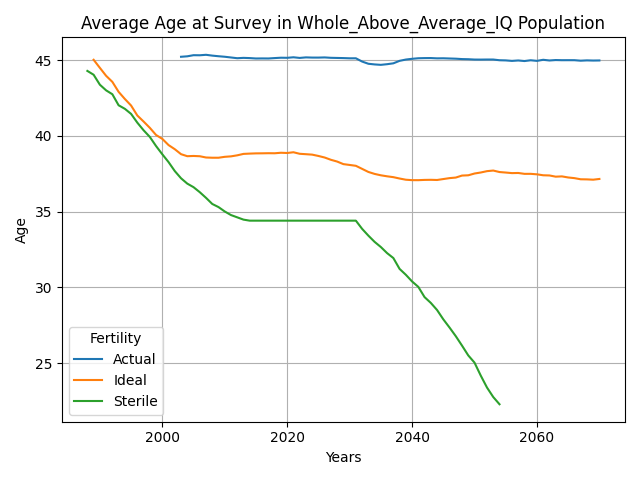 Average Age at Survey in Whole_Above_Average_IQ Population
45
40
35
30
25
Age
Fertility
Actual
Ideal
Sterile
2000
2020
2040
2060
Years